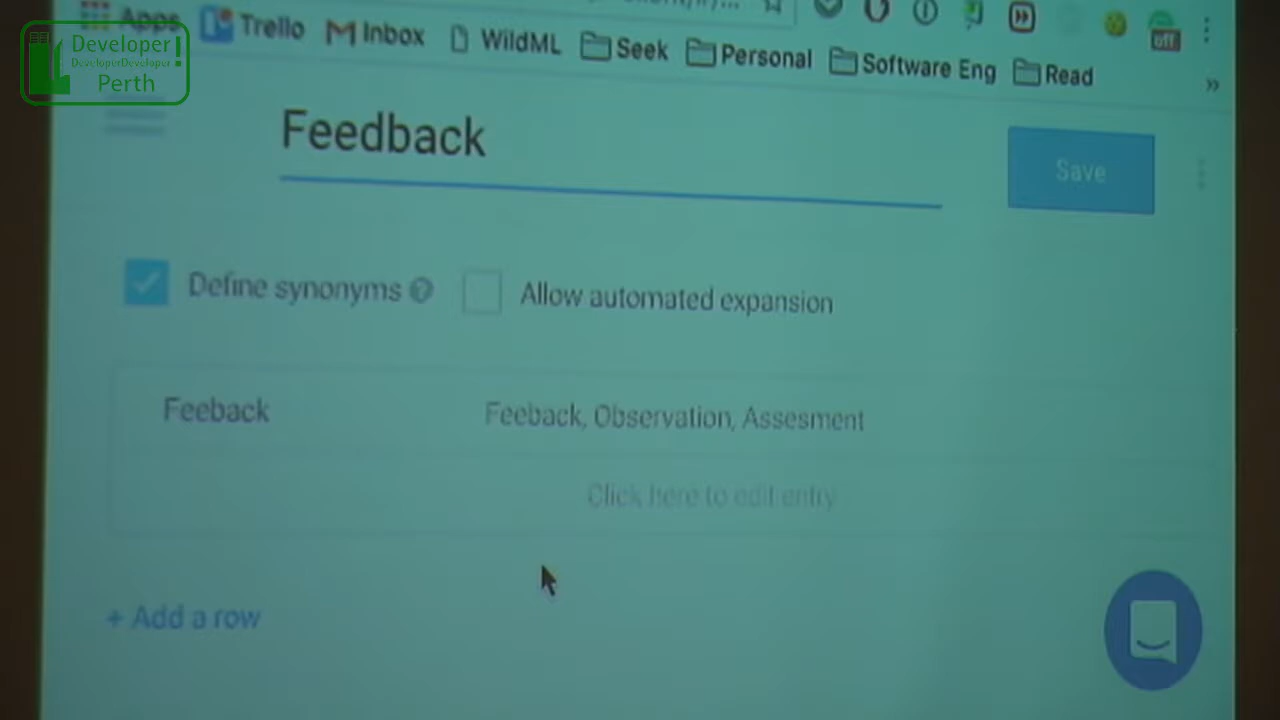 Apps Trello Inbox WildML Seek Personal Software Eng Read »
off
Developer!
DeveloperDeveloper
Perth
Feedback
Save
Define synonyms ? Allow automated expansion
Feeback Feeback, Observation, Assesment
Click here to edit entry
+ Add a row